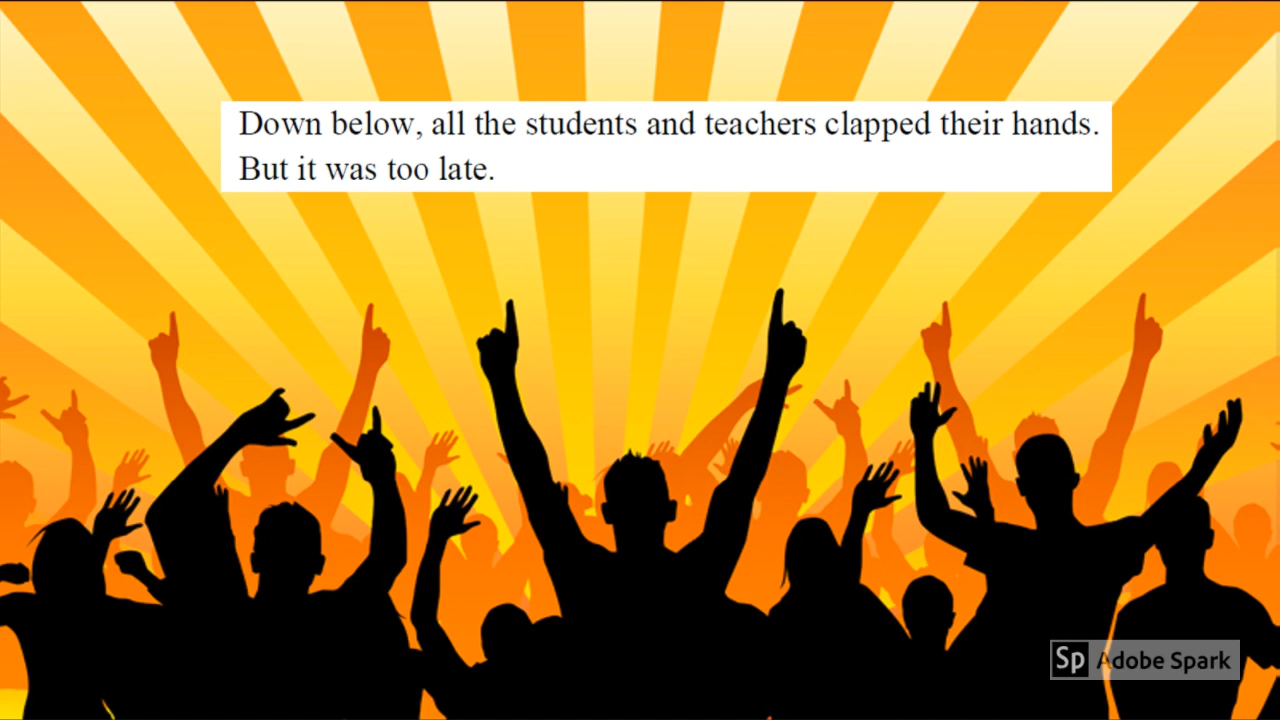 Down below, all the students and teachers clapped their hands.
But it was too late.
Sp Adobe Spark